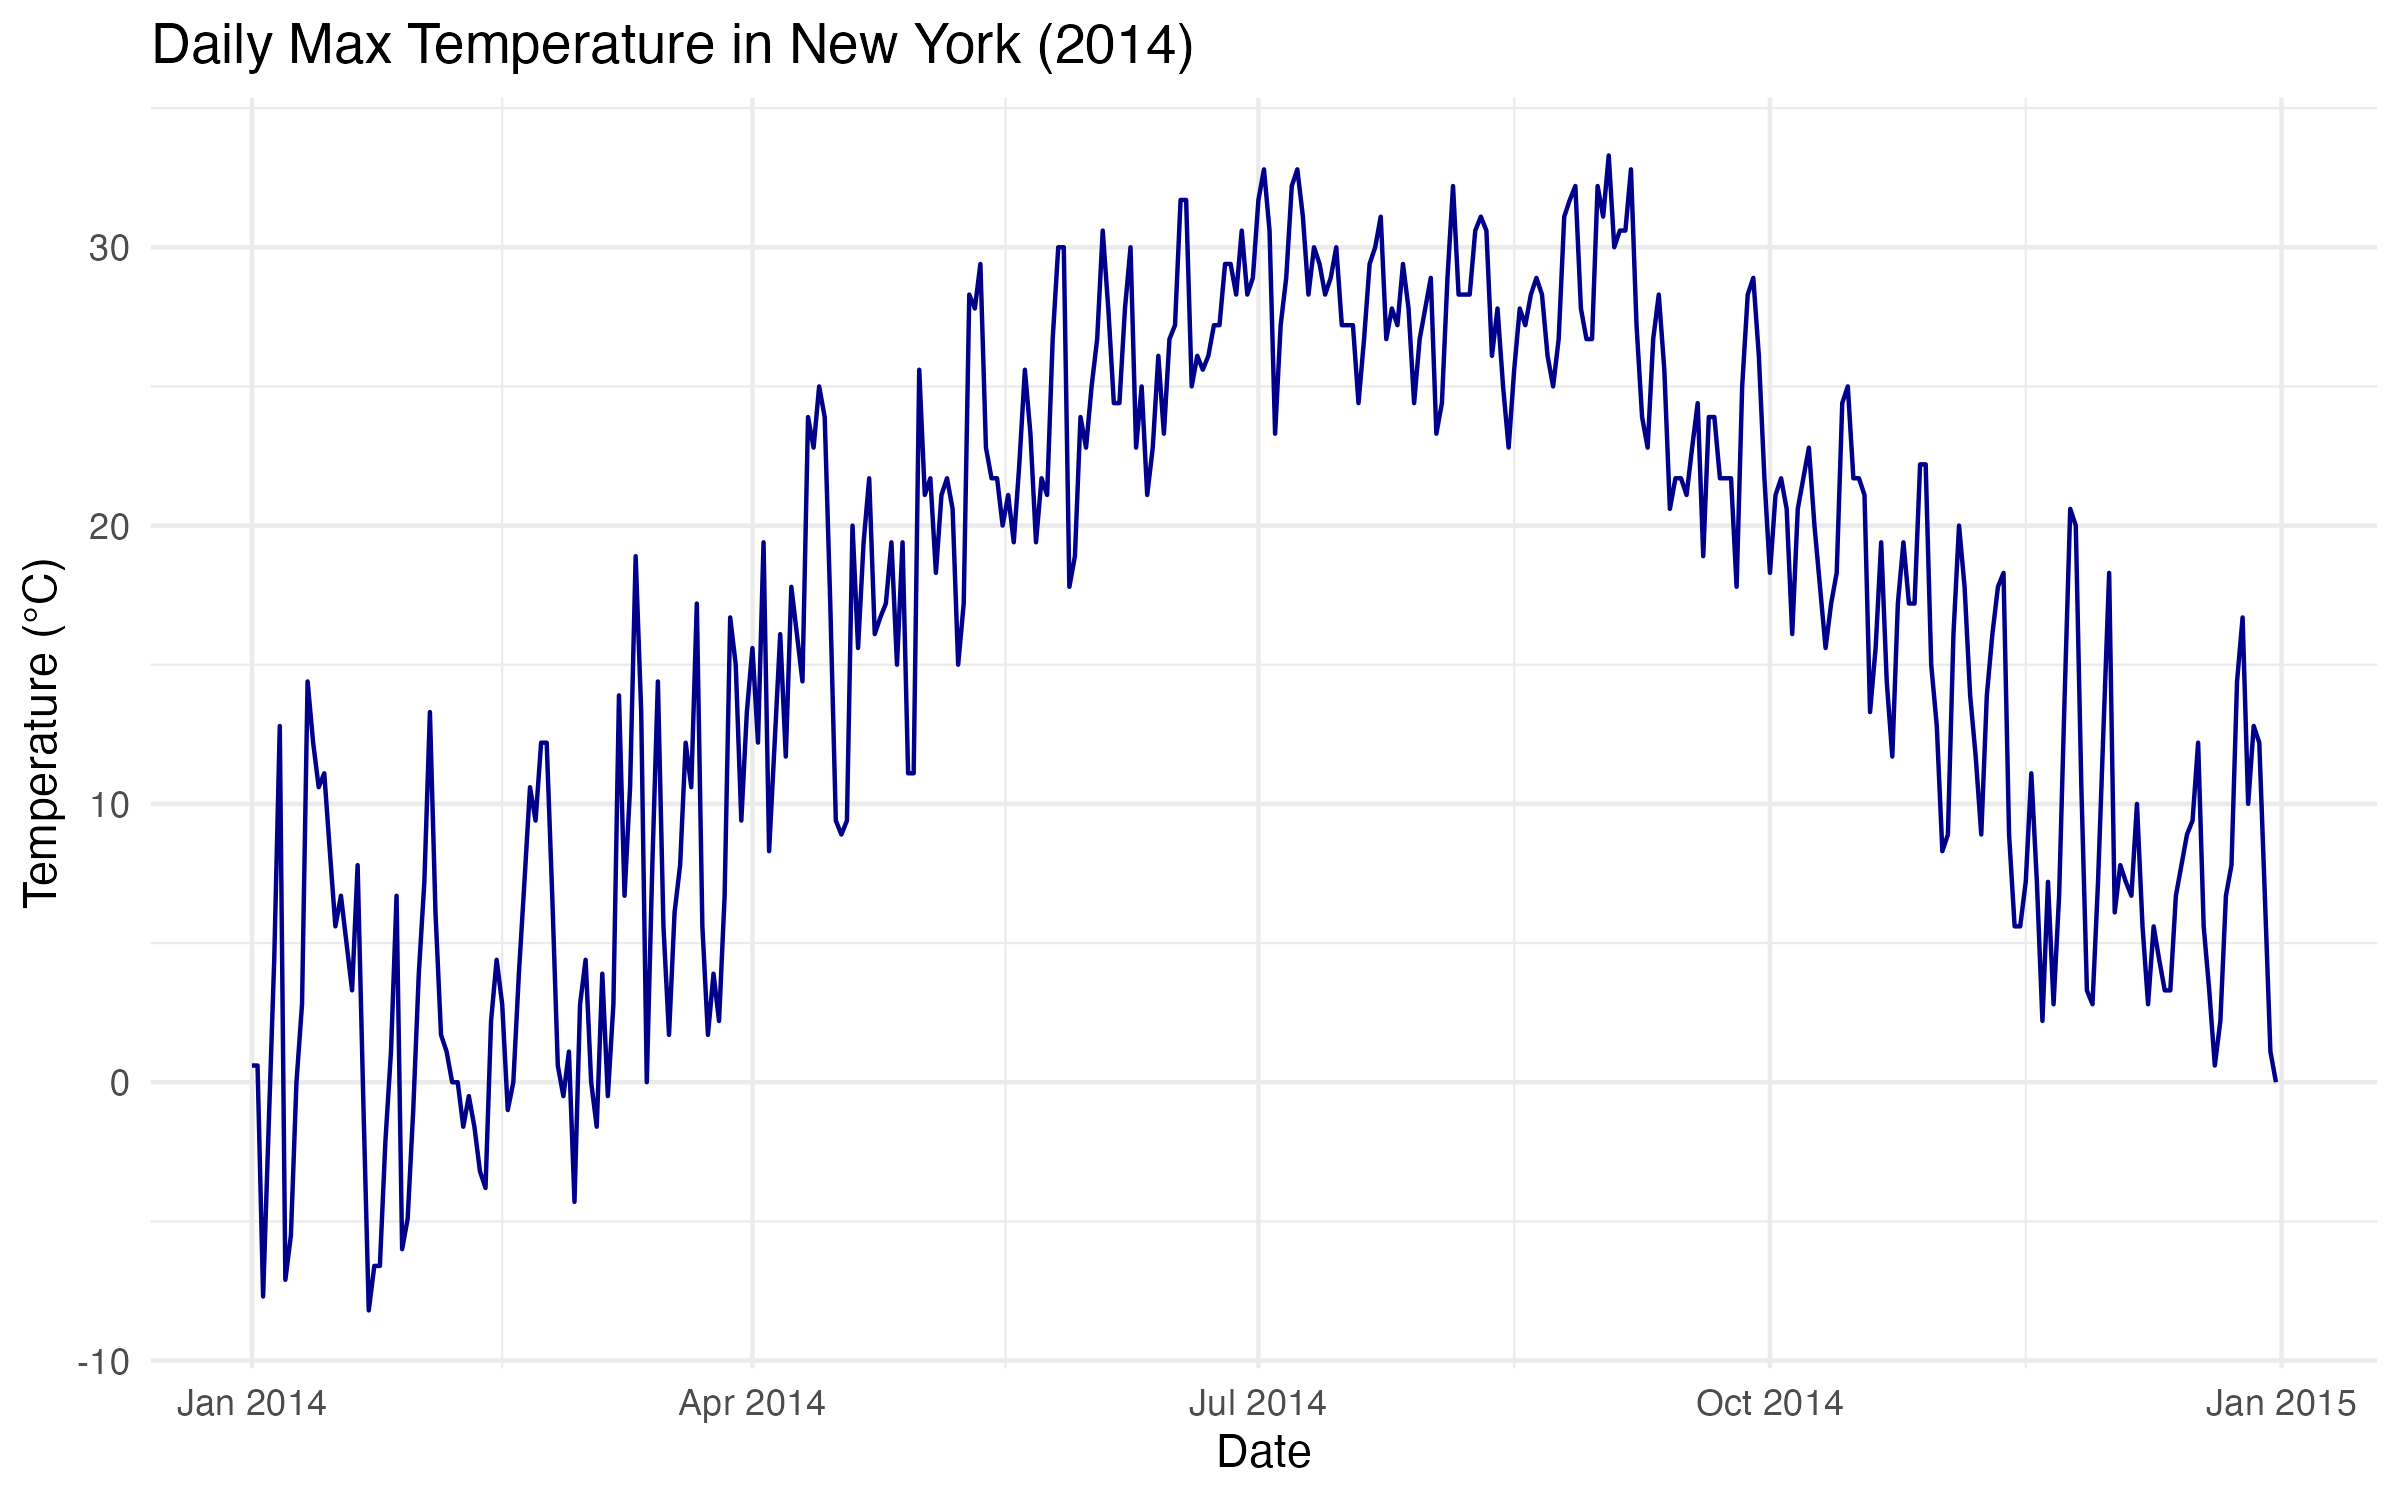 Daily Max Temperature in New York (2014)
Temperature (°C)
30
20
10
0
-10
Jan 2014
Apr 2014
Jul 2014
Oct 2014
Jan 2015
Date